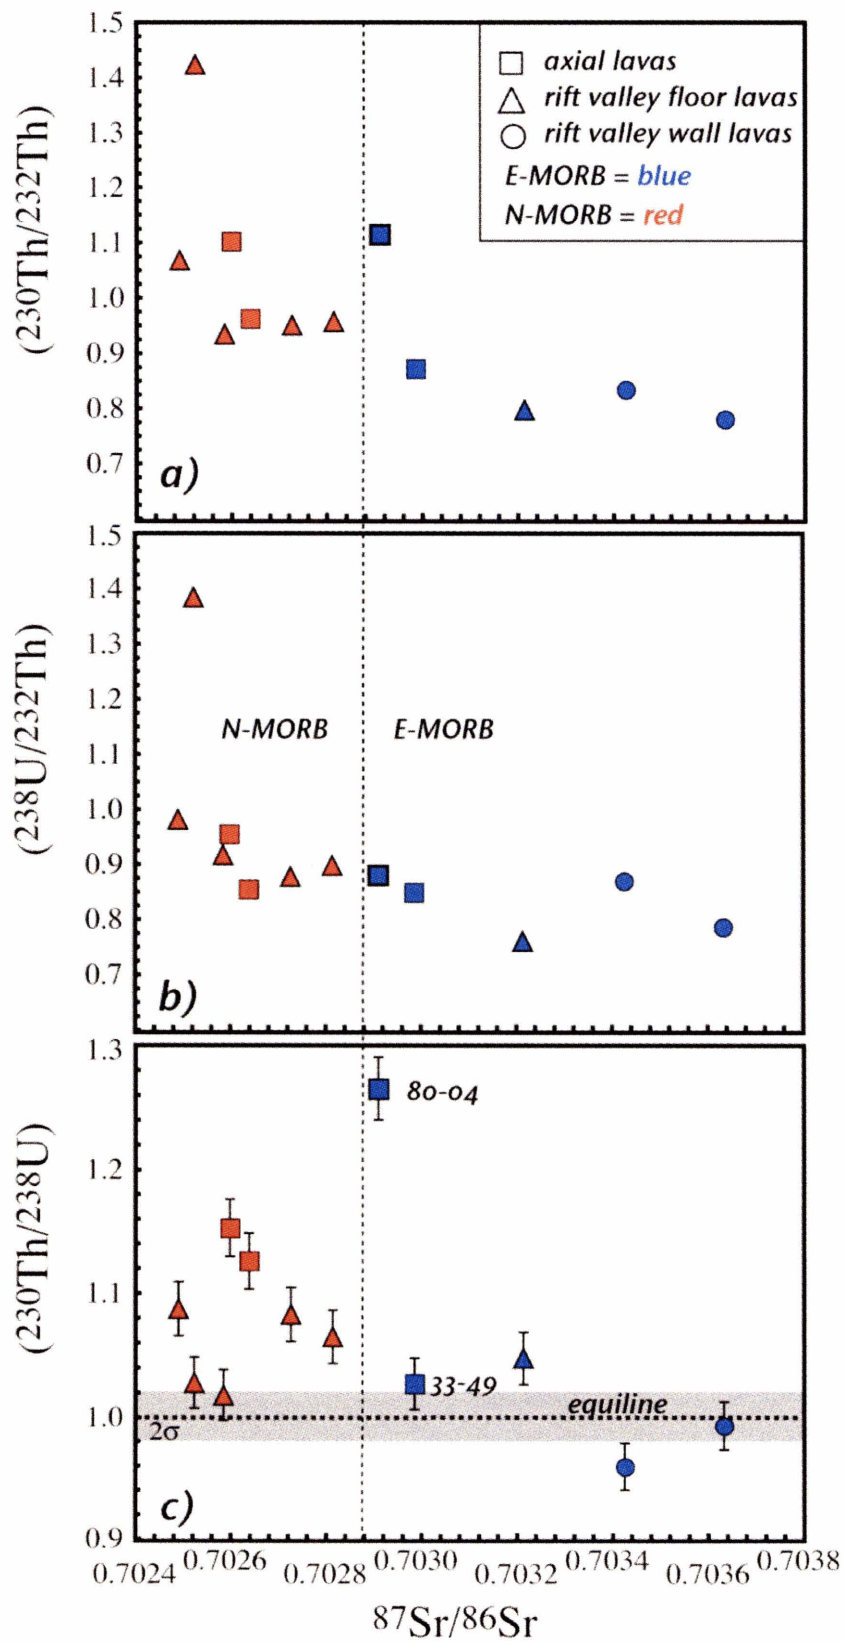 (230Th/232Th)
1.5
1.4
1.3
1.2
1.1
1.0
0.9
0.8
0.7
axial lavas
rift valley floor lavas
rift valley wall lavas
E-MORB = blue
N-MORB = red
a)
(238U/232Th)
1.5
1.4
1.3
1.2
1.1
1.0
0.9
0.8
0.7
N-MORB E-MORB
b)
(230Th/238U)
1.3
1.2
1.1
1.0
0.9
80-04
33-49
equiline
2σ
c)
0.7024 0.7026 0.7028 0.7030 0.7032 0.7034 0.7036 0.7038
87Sr/86Sr